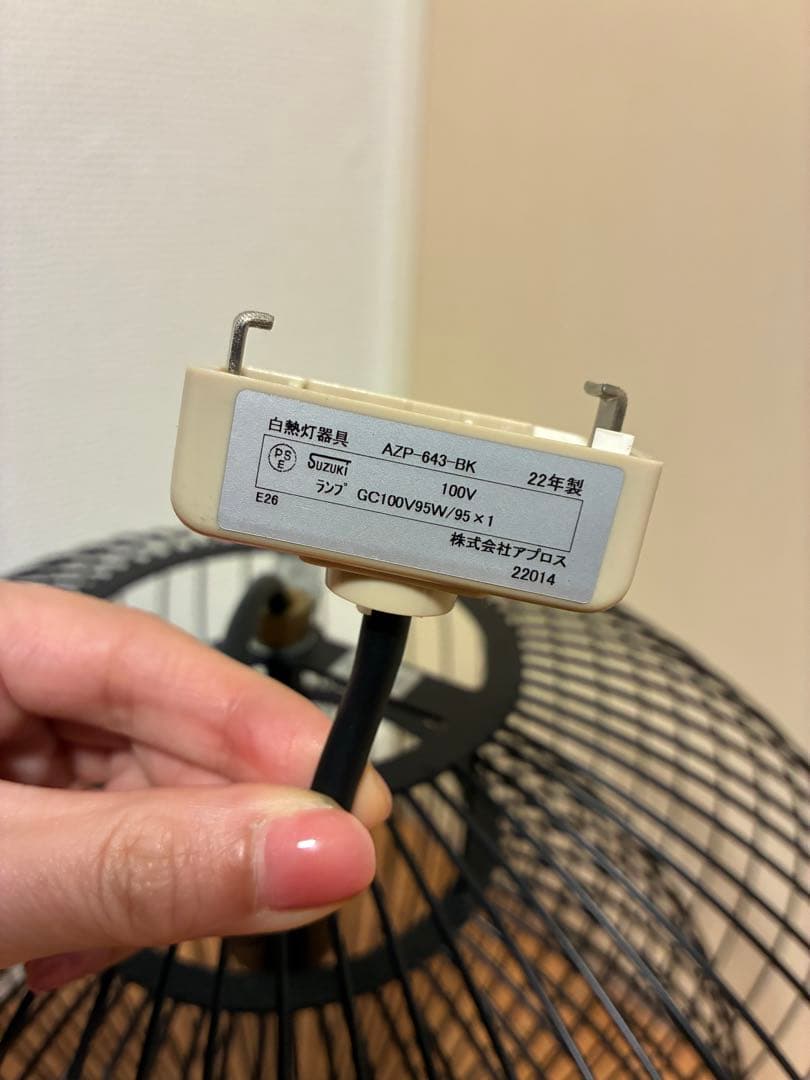 白熱灯器具 AZP-643-BK 22年製
PSE SUZUKI 100V
ランプ GC100V95W/95×1
E26 株式会社アプロス
22014